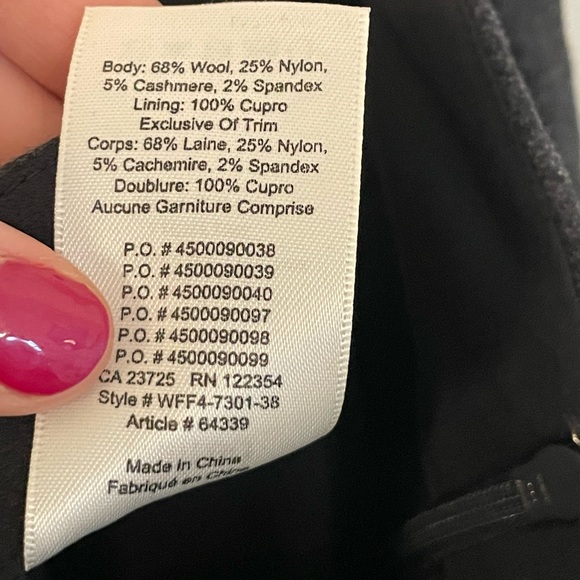 Body: 68% Wool, 25% Nylon,
5% Cashmere, 2% Spandex
Lining: 100% Cupro
Exclusive Of Trim
Corps: 68% Laine, 25% Nylon,
5% Cachemire, 2% Spandex
Doublure: 100% Cupro
Aucune Garniture Comprise
P.O. # 4500090038
P.O. # 4500090039
P.O. # 4500090040
P.O. # 4500090097
P.O. # 4500090098
P.O. # 4500090099
CA 23725 RN 122354
Style # WFF4-7301-38
Article # 64339
Made in China
Fabriqué en Chine